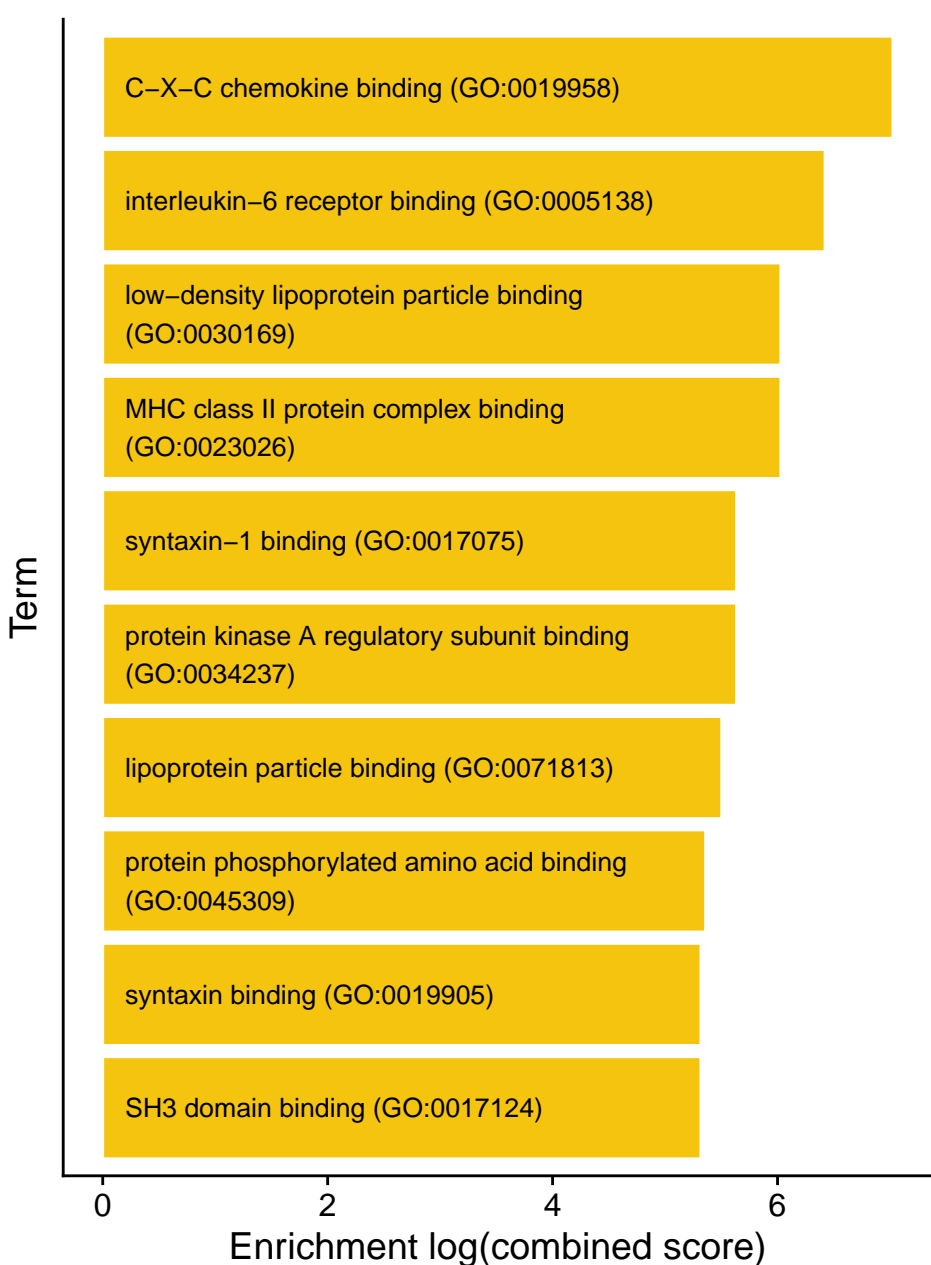 C−X−C chemokine binding (GO:0019958)
interleukin−6 receptor binding (GO:0005138)
low−density lipoprotein particle binding
(GO:0030169)
MHC class II protein complex binding
(GO:0023026)
syntaxin−1 binding (GO:0017075)
protein kinase A regulatory subunit binding
(GO:0034237)
lipoprotein particle binding (GO:0071813)
protein phosphorylated amino acid binding
(GO:0045309)
syntaxin binding (GO:0019905)
SH3 domain binding (GO:0017124)
Term
0 2 4 6
Enrichment log(combined score)